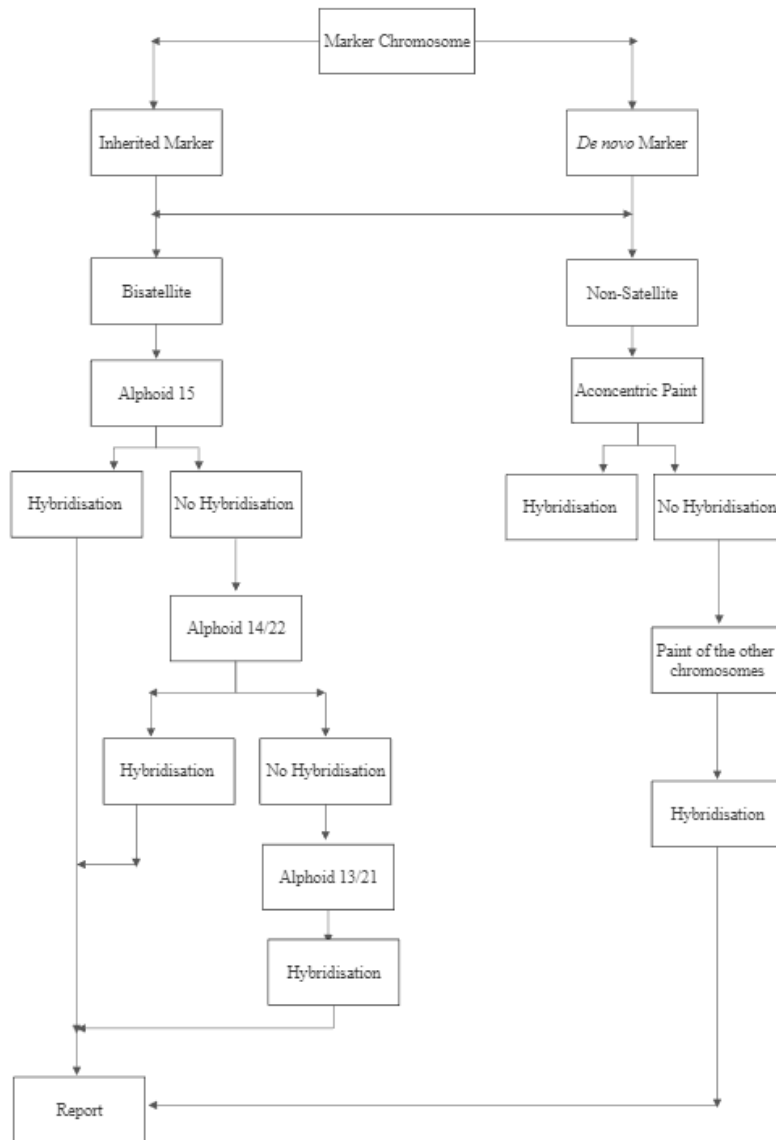 Marker Chromosome
Inherited Marker
De novo Marker
Bisatellite
Non-Satellite
Alphoid 15
Aconcentric Paint
Hybridisation
No Hybridisation
Hybridisation
No Hybridisation
Alphoid 14/22
Paint of the other
chromosomes
Hybridisation
No Hybridisation
Hybridisation
Alphoid 13/21
Hybridisation
Report